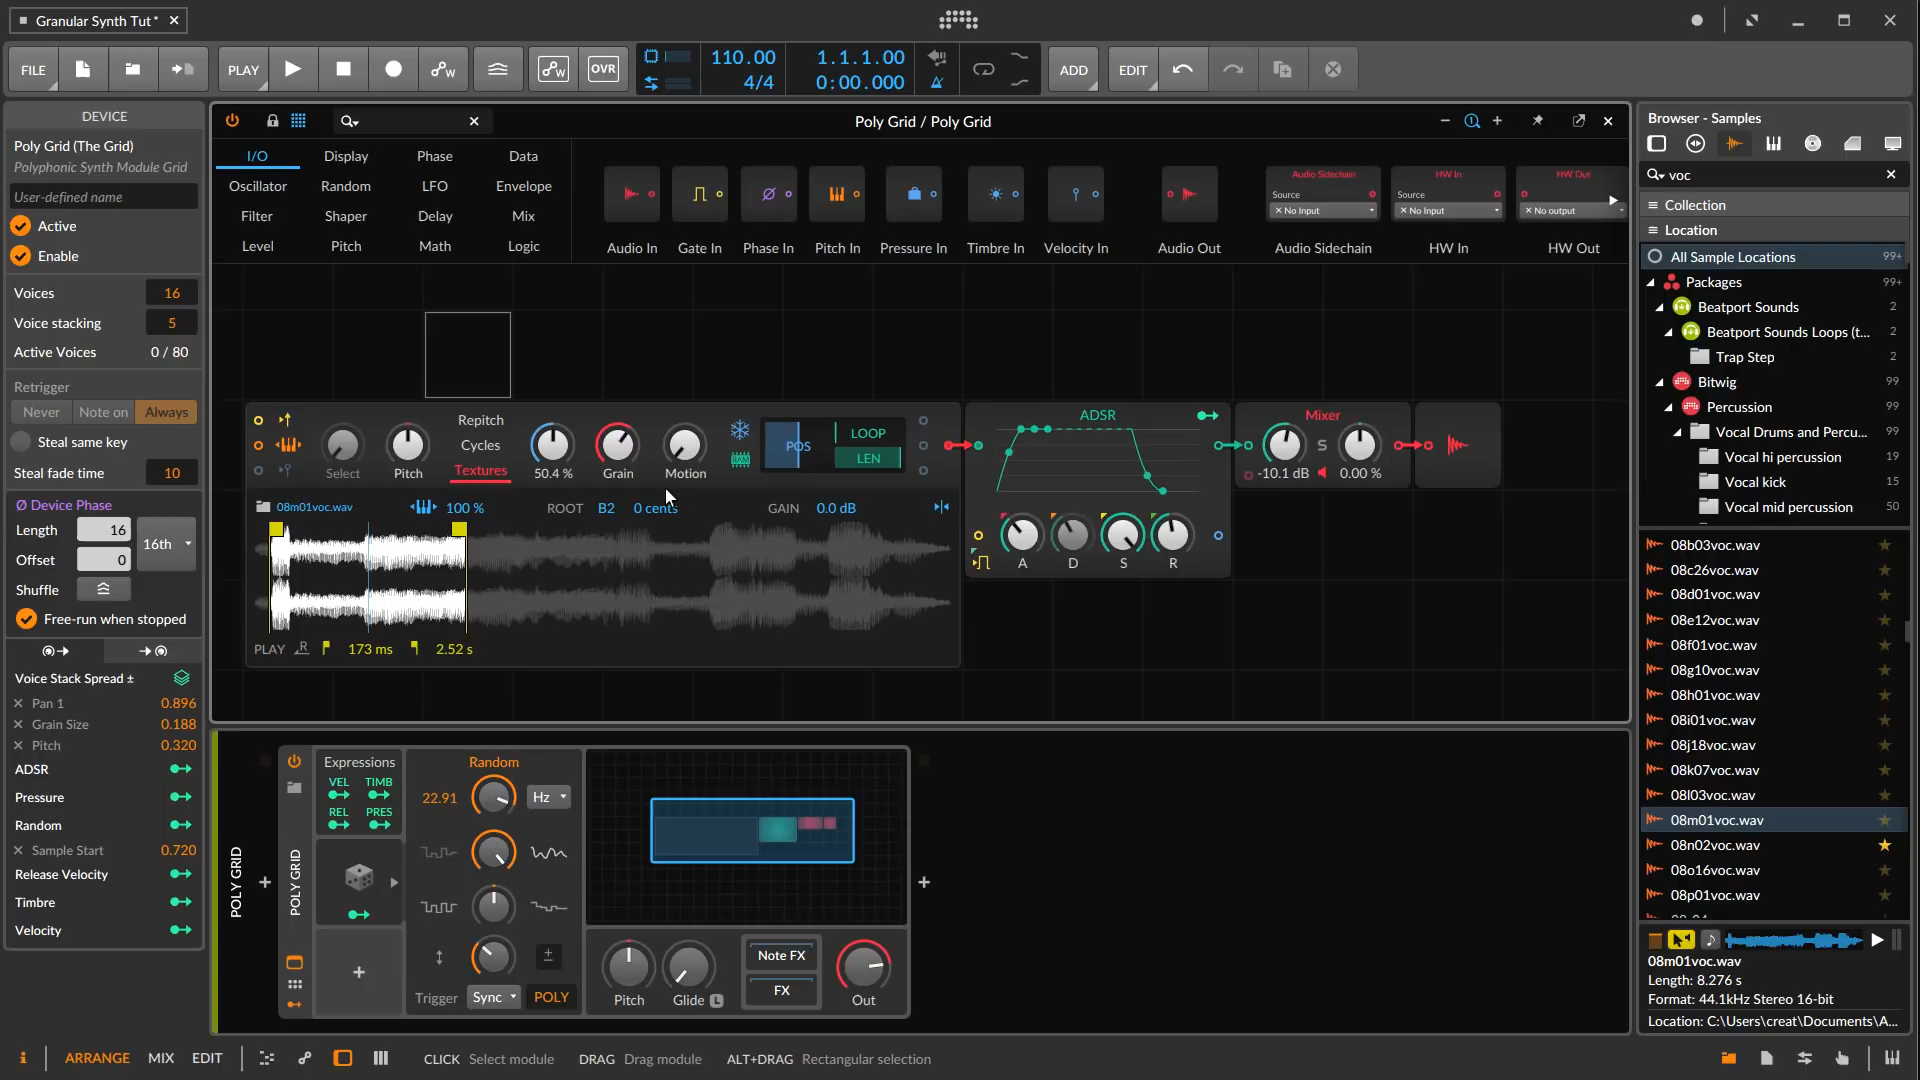 Granular Synth Tut*
FILE
PLAY
OVR
110.00
4/4
1.1.1.00
0:00.000
ADD
EDIT
DEVICE
Poly Grid (The Grid)
Polyphonic Synth Module Grid
User-defined name
Active
Enable
Voices 16
Voice stacking 5
Active Voices 0 / 80
Retrigger
Never Note on Always
Steal same key
Steal fade time 10
Ø Device Phase
Length 16
16th
Offset 0
Shuffle
Free-run when stopped
Voice Stack Spread ±
Pan 1 0.896
Grain Size 0.188
Pitch 0.320
ADSR
Pressure
Random
Sample Start 0.720
Release Velocity
Timbre
Velocity
Poly Grid / Poly Grid
I/O Display Phase Data
Oscillator Random LFO Envelope
Filter Shaper Delay Mix
Level Pitch Math Logic
Audio In
Gate In
Phase In
Pitch In
Pressure In
Timbre In
Velocity In
Audio Out
Audio Sidechain
Source
No Input
Audio Sidechain
HW In
Source
No Input
HW In
HW Out
No output
HW Out
Select
Pitch
Repitch
Cycles
Textures
50.4 %
Grain
Motion
POS
LOOP
LEN
08m01voc.wav
100 %
ROOT B2 0 cents
GAIN 0.0 dB
PLAY R 173 ms 2.52 s
ADSR
A D S R
Mixer
S
-10.1 dB
0.00 %
POLY GRID
POLY GRID
Expressions
VEL TIMB
REL PRES
Random
22.91
Hz
Trigger
Sync
POLY
Pitch
Glide L
Note FX
FX
Out
Browser - Samples
voc
Collection
Location
All Sample Locations 99+
Packages 99+
Beatport Sounds 2
Beatport Sounds Loops (t... 2
Trap Step 2
Bitwig 99
Percussion 99
Vocal Drums and Percu... 99
Vocal hi percussion 19
Vocal kick 15
Vocal mid percussion 50
08b03voc.wav
08c26voc.wav
08d01voc.wav
08e12voc.wav
08f01voc.wav
08g10voc.wav
08h01voc.wav
08i01voc.wav
08j18voc.wav
08k07voc.wav
08l03voc.wav
08m01voc.wav
08n02voc.wav
08o16voc.wav
08p01voc.wav
08m01voc.wav
Length: 8.276 s
Format: 44.1kHz Stereo 16-bit
Location: C:\Users\creat\Documents\A...
i
ARRANGE MIX EDIT
CLICK Select module DRAG Drag module ALT+DRAG Rectangular selection